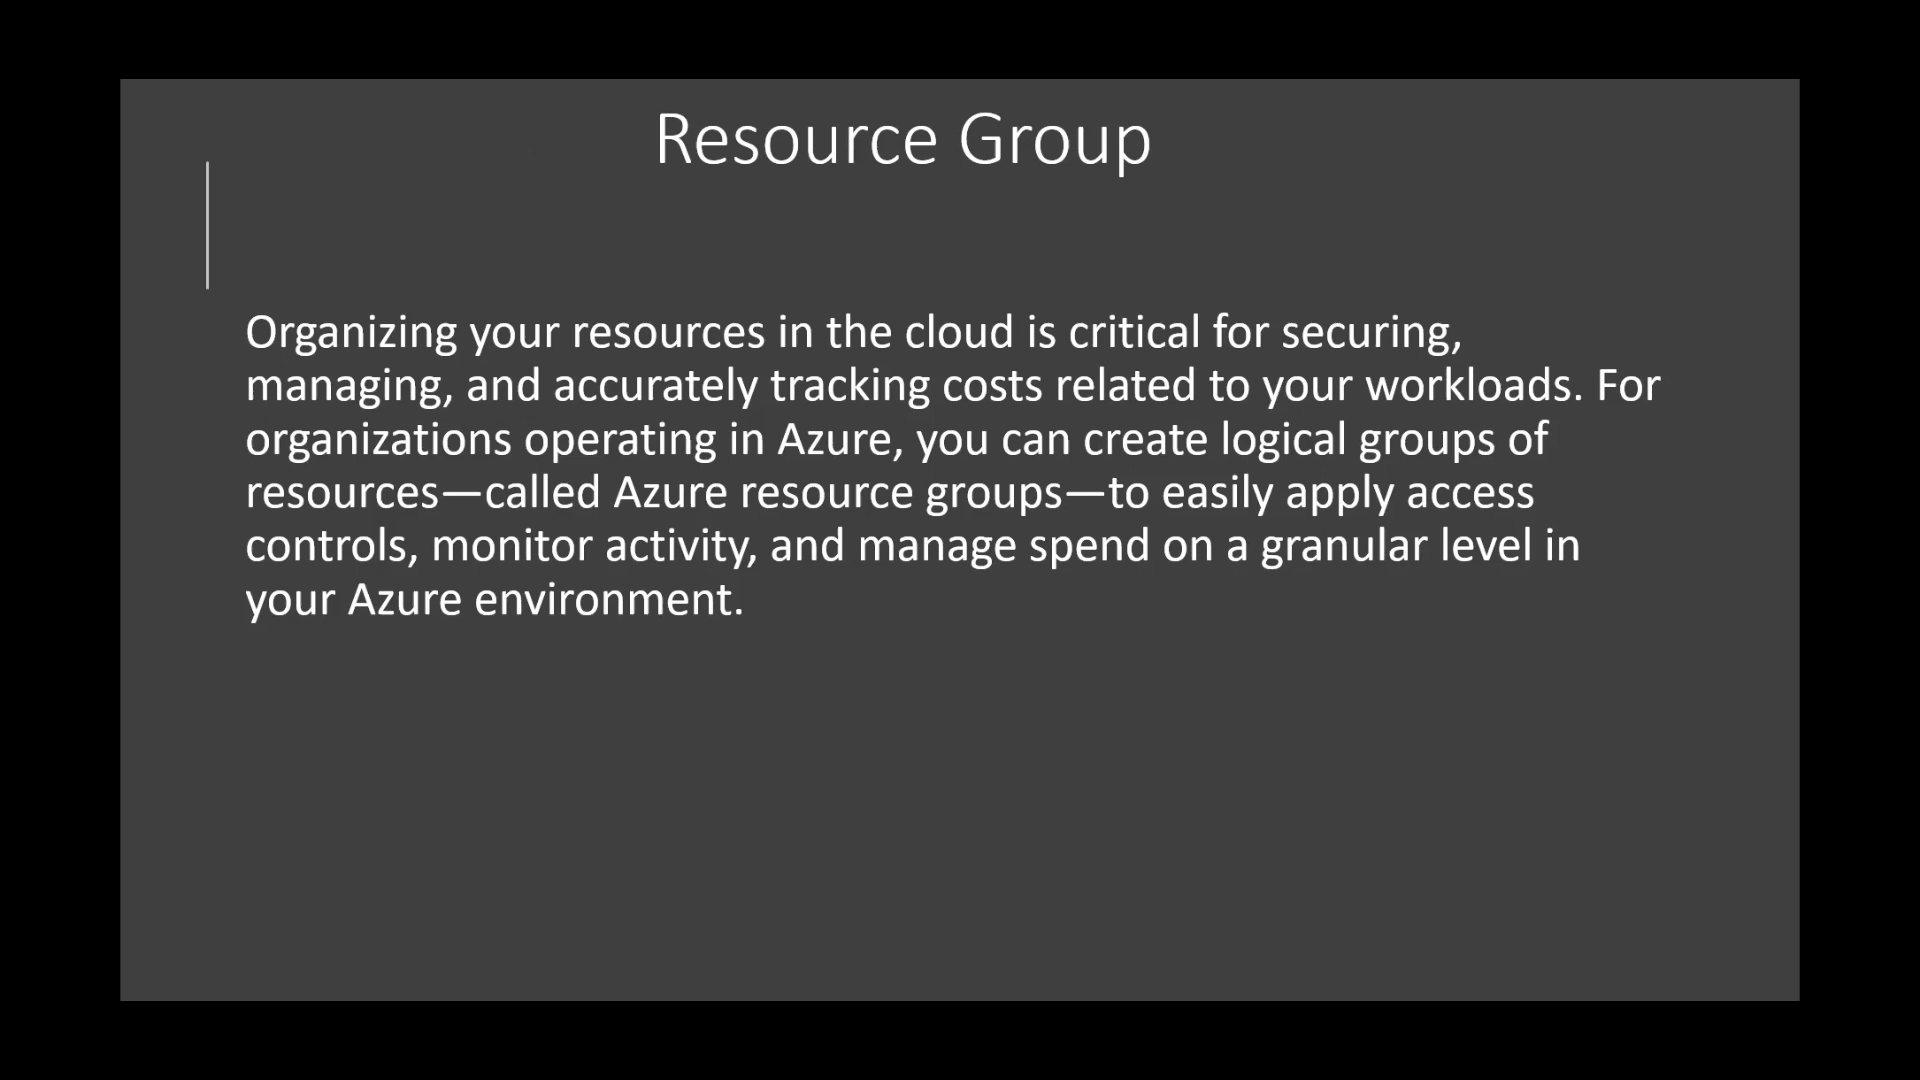 Resource Group
Organizing your resources in the cloud is critical for securing,
managing, and accurately tracking costs related to your workloads. For
organizations operating in Azure, you can create logical groups of
resources—called Azure resource groups—to easily apply access
controls, monitor activity, and manage spend on a granular level in
your Azure environment.